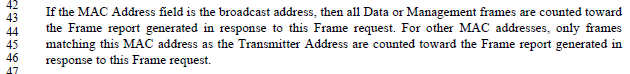 42
43 If the MAC Address field is the broadcast address, then all Data or Management frames are counted toward
44 the Frame report generated in response to this Frame request. For other MAC addresses, only frames
45 matching this MAC address as the Transmitter Address are counted toward the Frame report generated in
46 response to this Frame request.
47